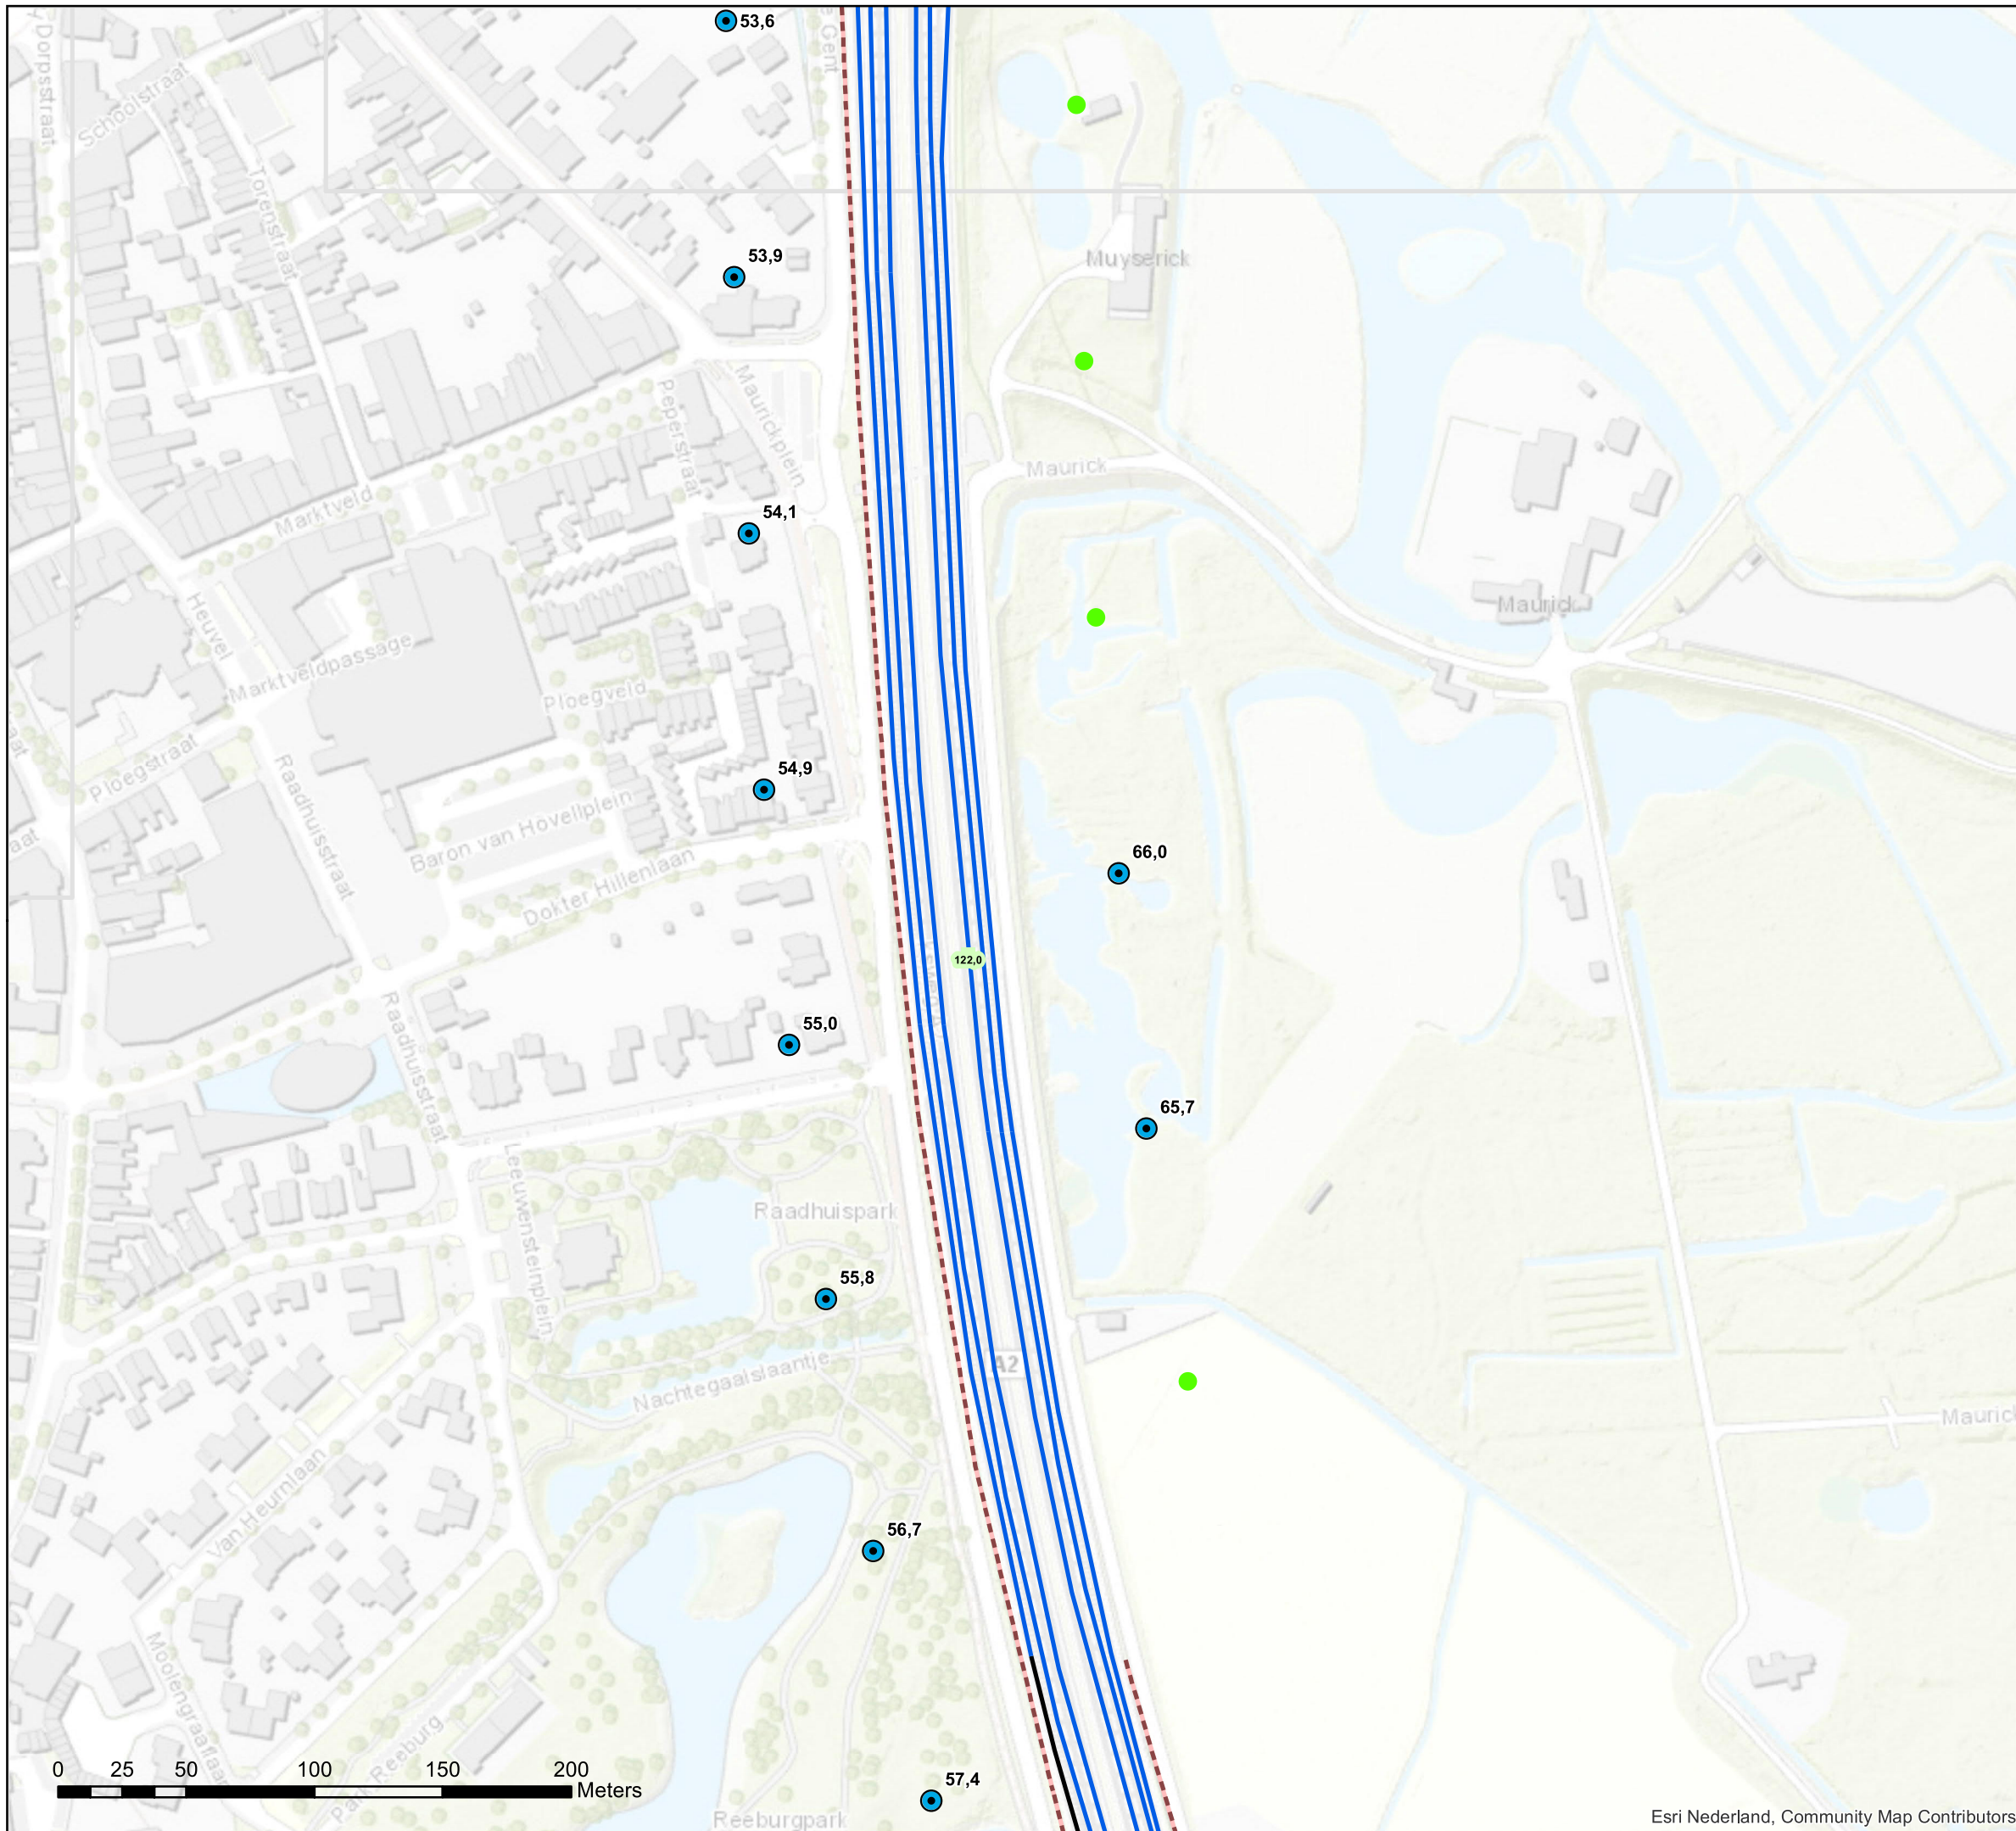 53,6
Dorpsstraat
Schoolstraat
Gent
Torenstraat
53,9
Muyserick
Peperstraat
Maurickplein
Maurick
Marktveld
54,1
Heuvel
Maurick
Marktveldpassage
Ploegveld
Ploegstraat
Raadhuisstraat
54,9
Baron van Hovellplein
66,0
Dokter Hillenlaan
122,0
55,0
Raadhuisstraat
65,7
Leeuvensteinplein
Raadhuispark
55,8
A2
Nachtegaalslaantje
Maurick
Van Heurnlaan
56,7
Park Reeburg
0 25 50 100 150 200
Meters
57,4
Reeburgpark
Esri Nederland, Community Map Contributors